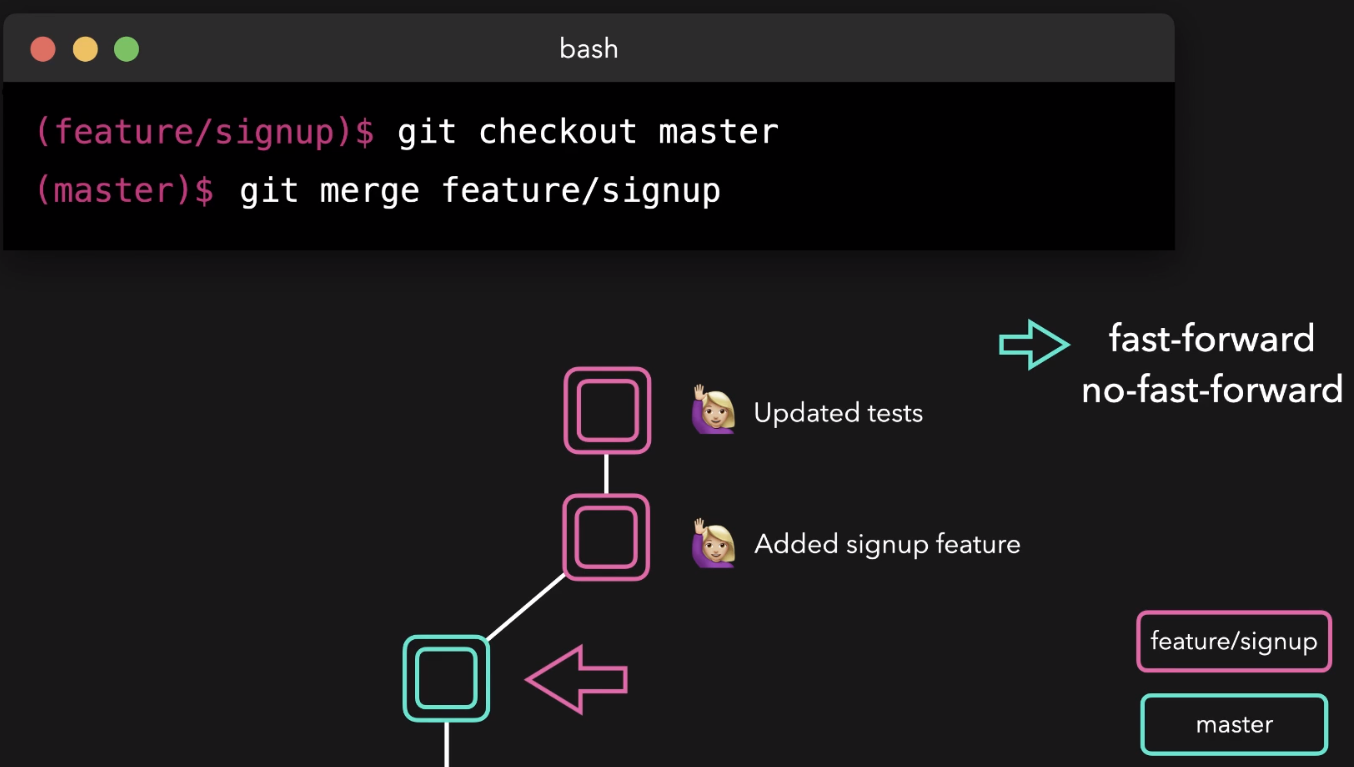 bash
(feature/signup)$ git checkout master
(master)$ git merge feature/signup
fast-forward
no-fast-forward
Updated tests
Added signup feature
feature/signup
master